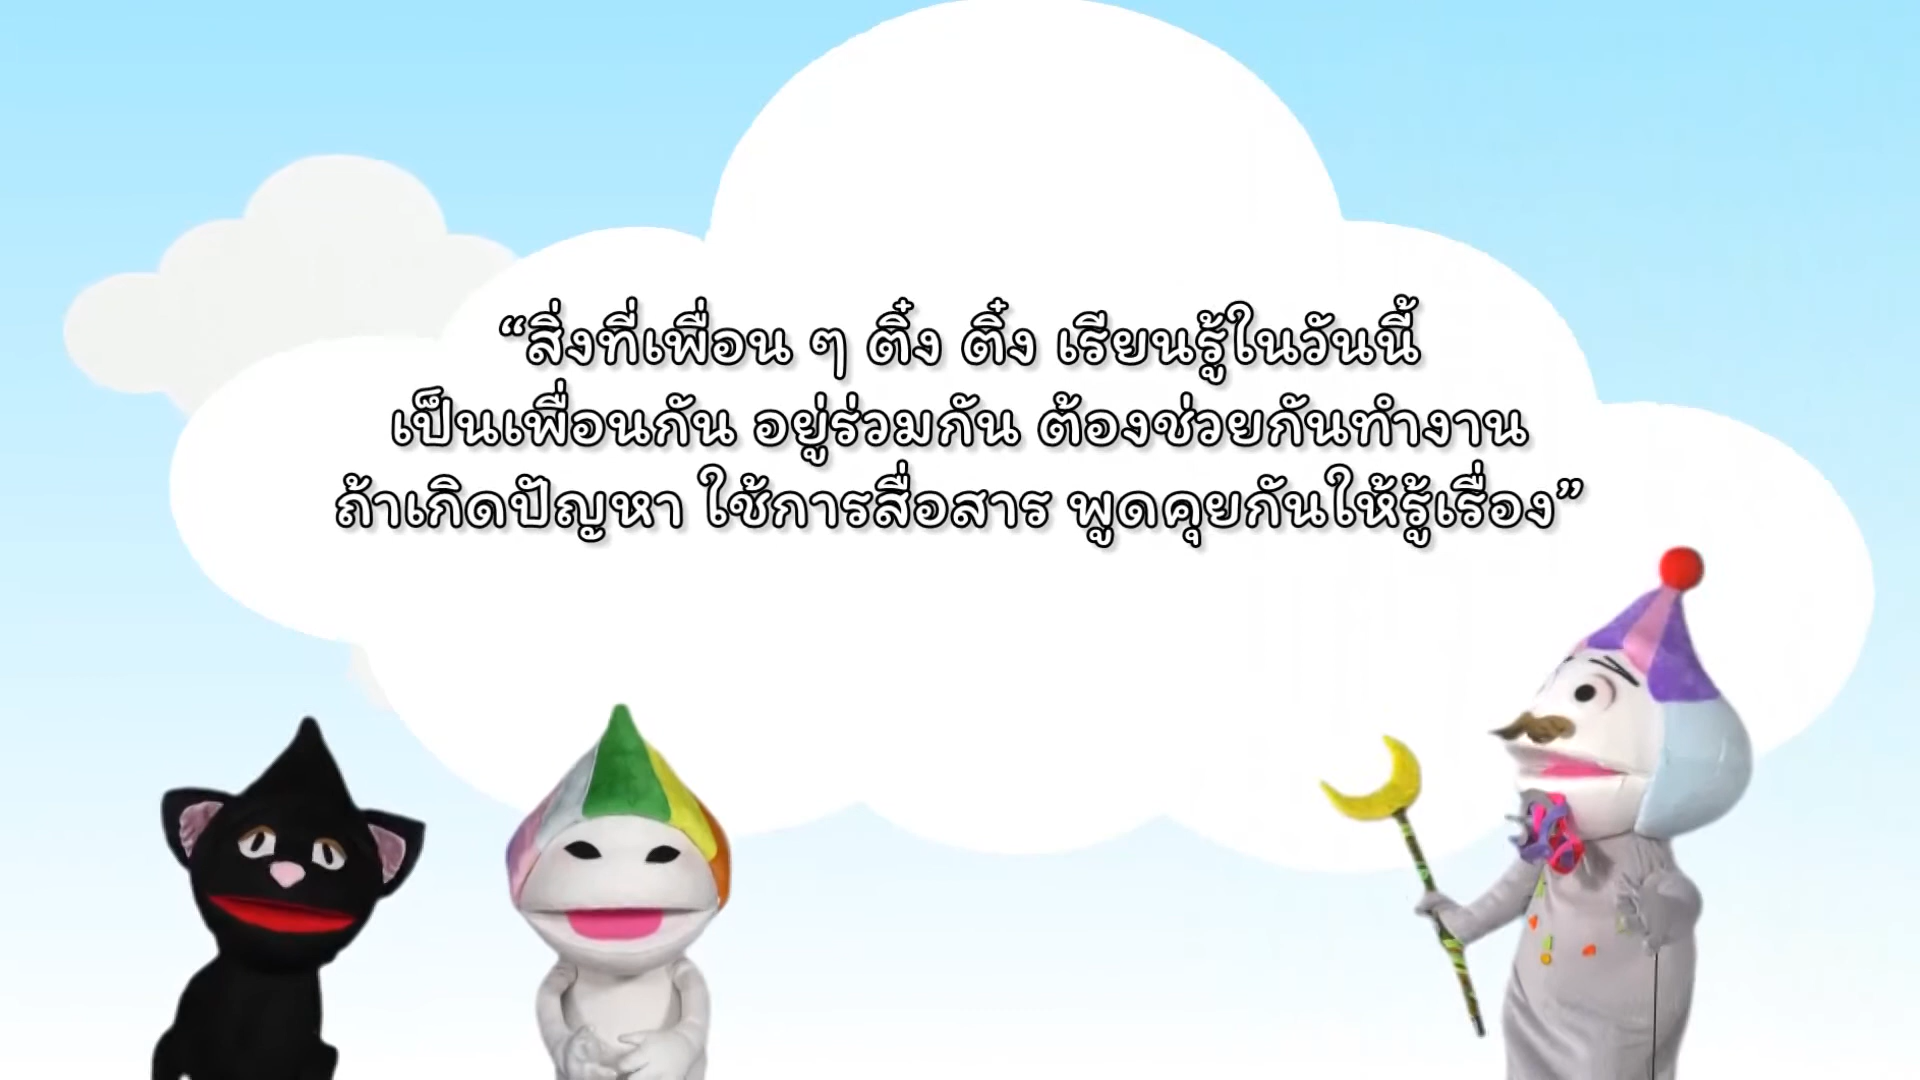 “สิ่งที่เพื่อน ๆ ติ๋ง ติ๋ง เรียนรู้ในวันนี้
เป็นเพื่อนกัน อยู่ร่วมกัน ต้องช่วยกันทำงาน
ถ้าเกิดปัญหา ใช้การสื่อสาร พูดคุยกันให้รู้เรื่อง”